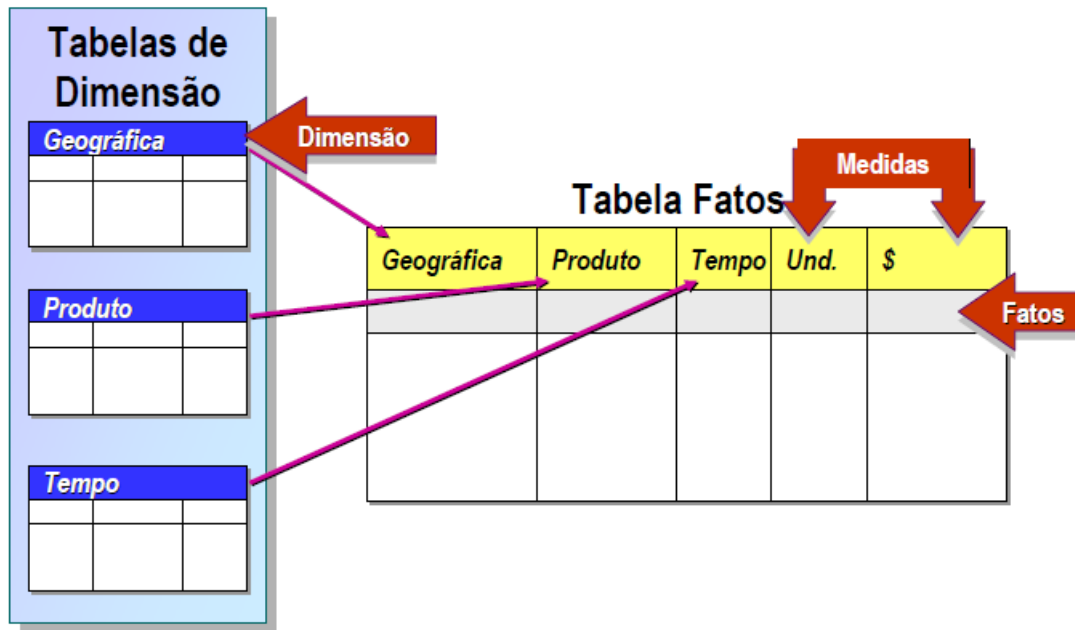 Tabelas de
Dimensão
Geográfica
Produto
Tempo
Dimensão
Medidas
Tabela Fatos
Geográfica Produto Tempo Und. $
Fatos